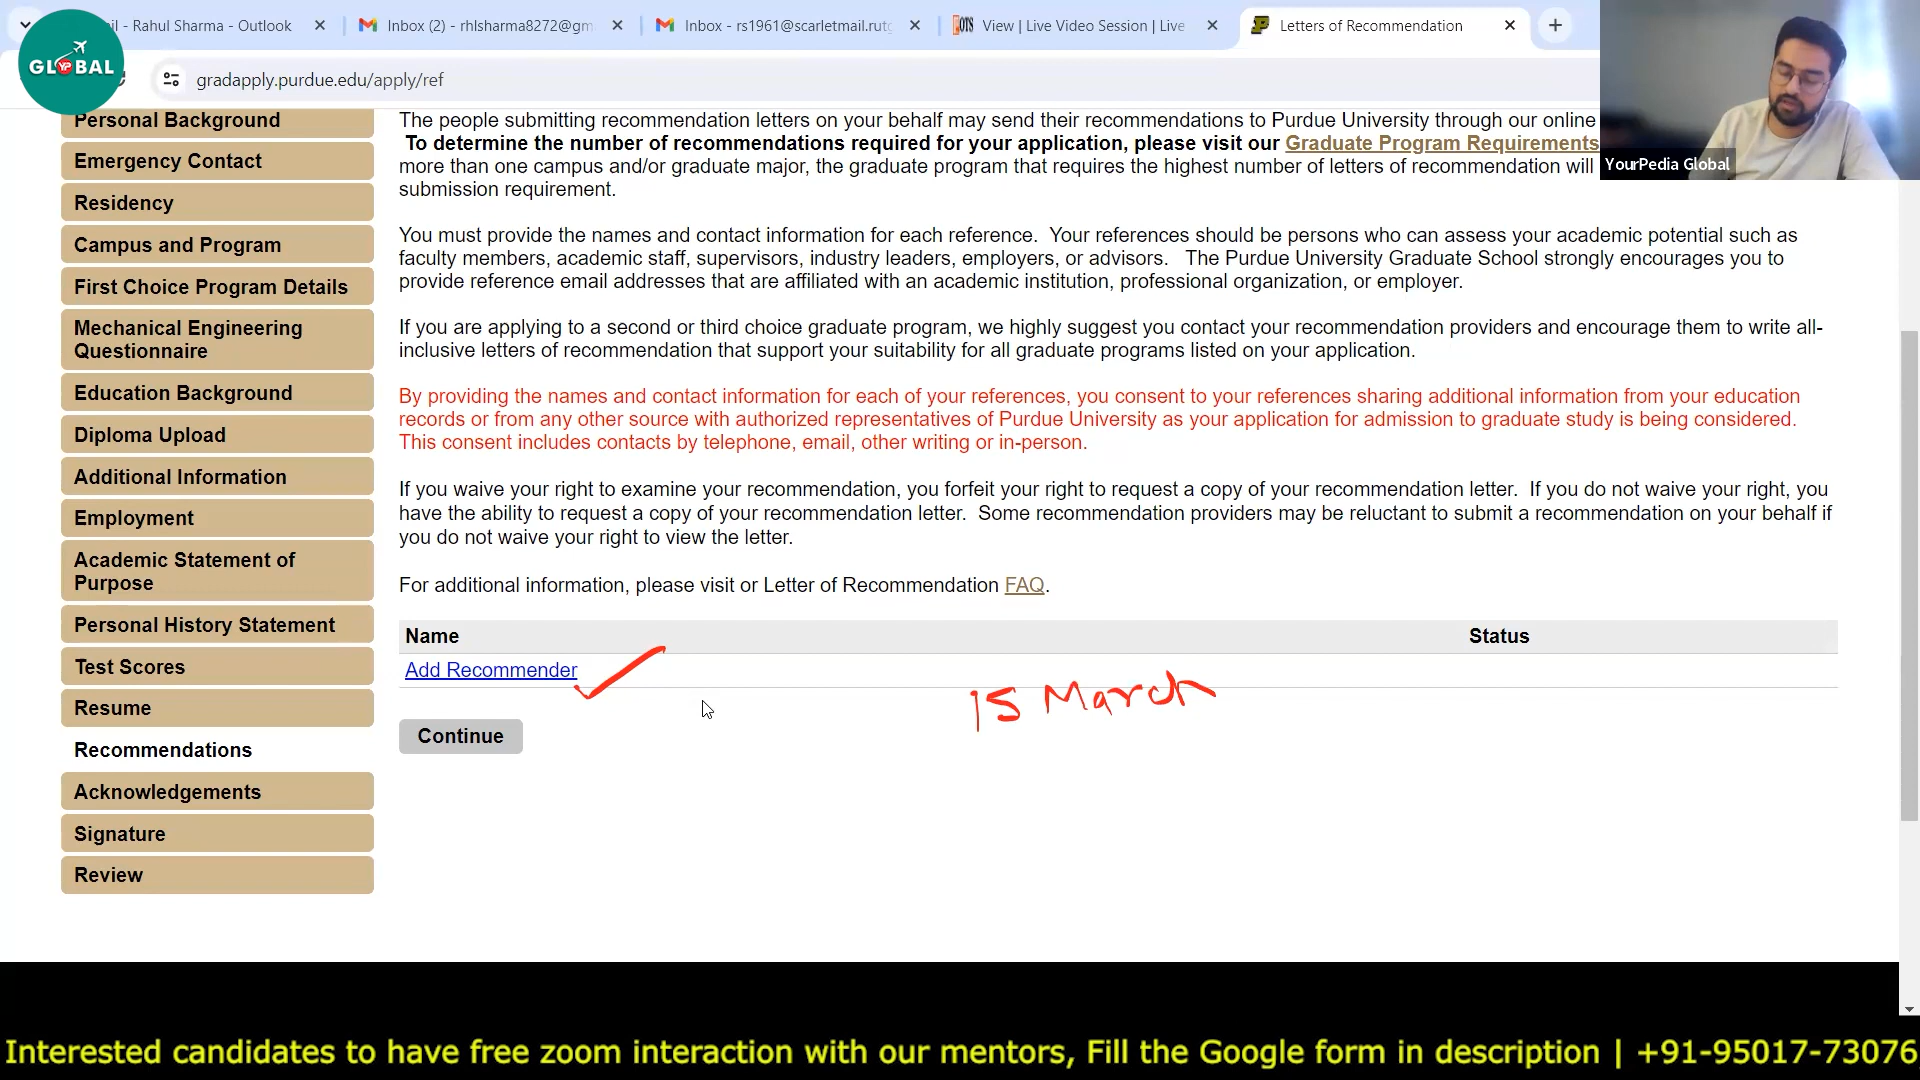 il - Rahul Sharma - Outlook
Inbox (2) - rhlsharma8272@gm
Inbox - rs1961@scarletmail.rutg
View | Live Video Session | Live
Letters of Recommendation
GLOBAL
YP
gradapply.purdue.edu/apply/ref
YourPedia Global
Personal Background
Emergency Contact
Residency
Campus and Program
First Choice Program Details
Mechanical Engineering
Questionnaire
Education Background
Diploma Upload
Additional Information
Employment
Academic Statement of
Purpose
Personal History Statement
Test Scores
Resume
Recommendations
Acknowledgements
Signature
Review
The people submitting recommendation letters on your behalf may send their recommendations to Purdue University through our online
To determine the number of recommendations required for your application, please visit our Graduate Program Requirements
more than one campus and/or graduate major, the graduate program that requires the highest number of letters of recommendation will
submission requirement.
You must provide the names and contact information for each reference. Your references should be persons who can assess your academic potential such as
faculty members, academic staff, supervisors, industry leaders, employers, or advisors. The Purdue University Graduate School strongly encourages you to
provide reference email addresses that are affiliated with an academic institution, professional organization, or employer.
If you are applying to a second or third choice graduate program, we highly suggest you contact your recommendation providers and encourage them to write all-
inclusive letters of recommendation that support your suitability for all graduate programs listed on your application.
By providing the names and contact information for each of your references, you consent to your references sharing additional information from your education
records or from any other source with authorized representatives of Purdue University as your application for admission to graduate study is being considered.
This consent includes contacts by telephone, email, other writing or in-person.
If you waive your right to examine your recommendation, you forfeit your right to request a copy of your recommendation letter. If you do not waive your right, you
have the ability to request a copy of your recommendation letter. Some recommendation providers may be reluctant to submit a recommendation on your behalf if
you do not waive your right to view the letter.
For additional information, please visit or Letter of Recommendation FAQ.
Name Status
Add Recommender
15 March
Continue
Interested candidates to have free zoom interaction with our mentors, Fill the Google form in description | +91-95017-73076